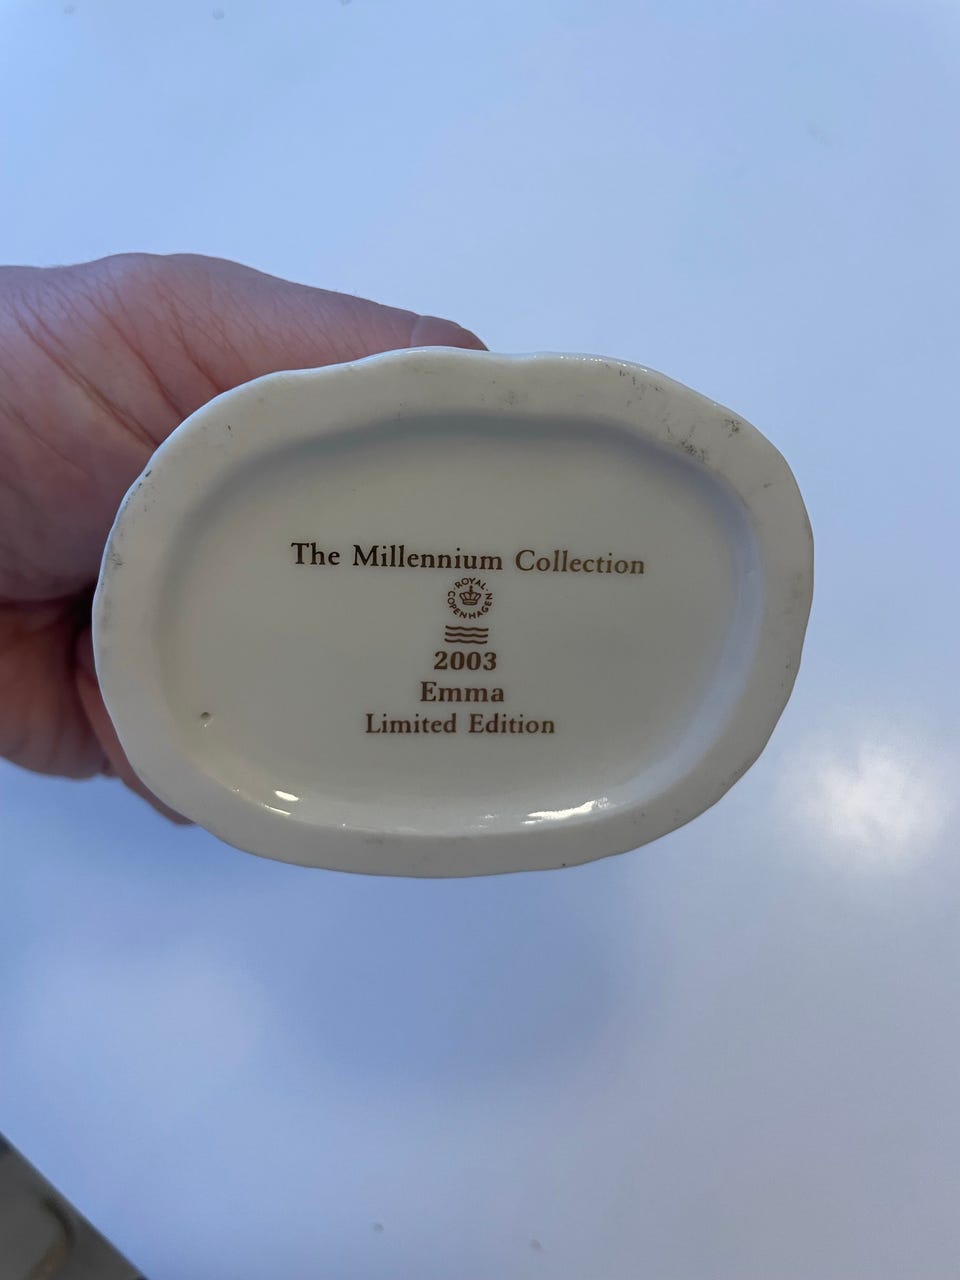 The Millennium Collection
ROYAL
COPENHAGEN
2003
Emma
Limited Edition